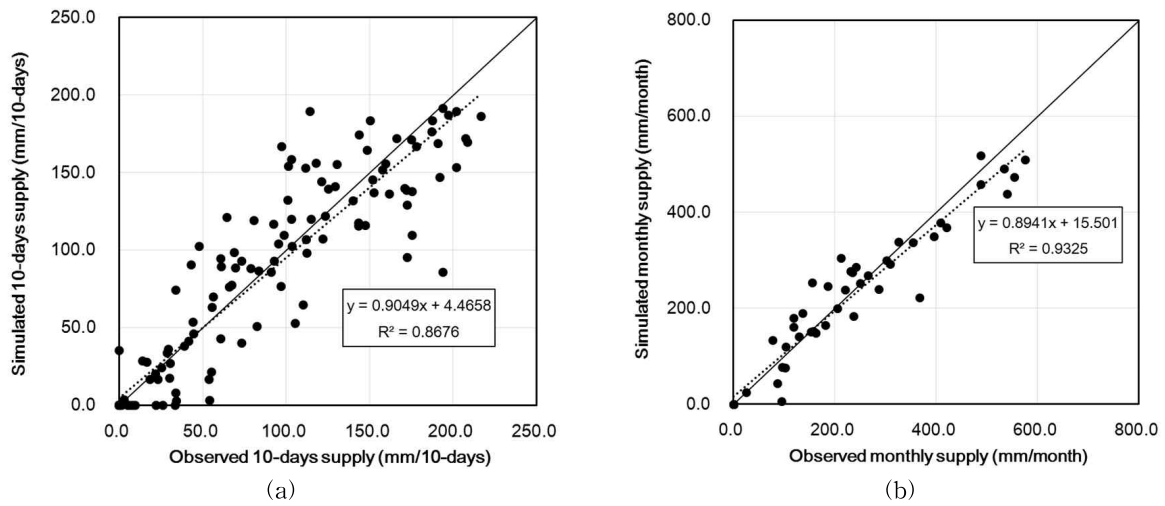 250.0
200.0
150.0
100.0
50.0
0.0
Simulated 10-days supply (mm/10-days)
y = 0.9049x + 4.4658
R² = 0.8676
0.0 50.0 100.0 150.0 200.0 250.0
Observed 10-days supply (mm/10-days)
(a)
800.0
600.0
400.0
200.0
0.0
Simulated monthly supply (mm/month)
y = 0.8941x + 15.501
R² = 0.9325
0.0 200.0 400.0 600.0 800.0
Observed monthly supply (mm/month)
(b)